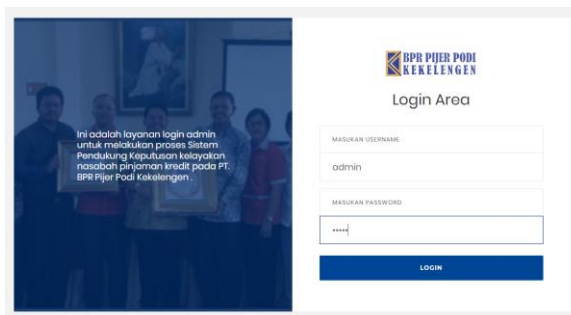 Ini adalah layanan login admin
untuk melakukan proses Sistem
Pendukung Keputusan kelayakan
nasabah pinjaman kredit pada PT.
BPR Pijer Podi Kekelengen .
BPR PIJER PODI
KEKELENGEN
Login Area
MASUKAN USERNAME
admin
MASUKAN PASSWORD
•••••
LOGIN